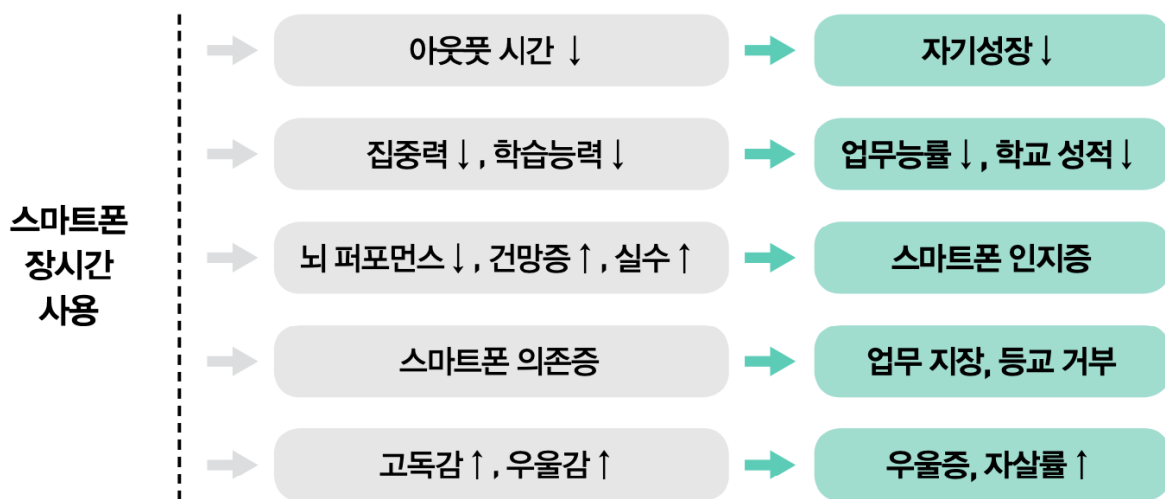 아웃풋 시간 ↓
자기성장 ↓
집중력 ↓, 학습능력 ↓
업무능률 ↓, 학교 성적 ↓
스마트폰
장시간
사용
뇌 퍼포먼스 ↓, 건망증 ↑, 실수 ↑
스마트폰 인지증
스마트폰 의존증
업무 지장, 등교 거부
고독감 ↑, 우울감 ↑
우울증, 자살률 ↑